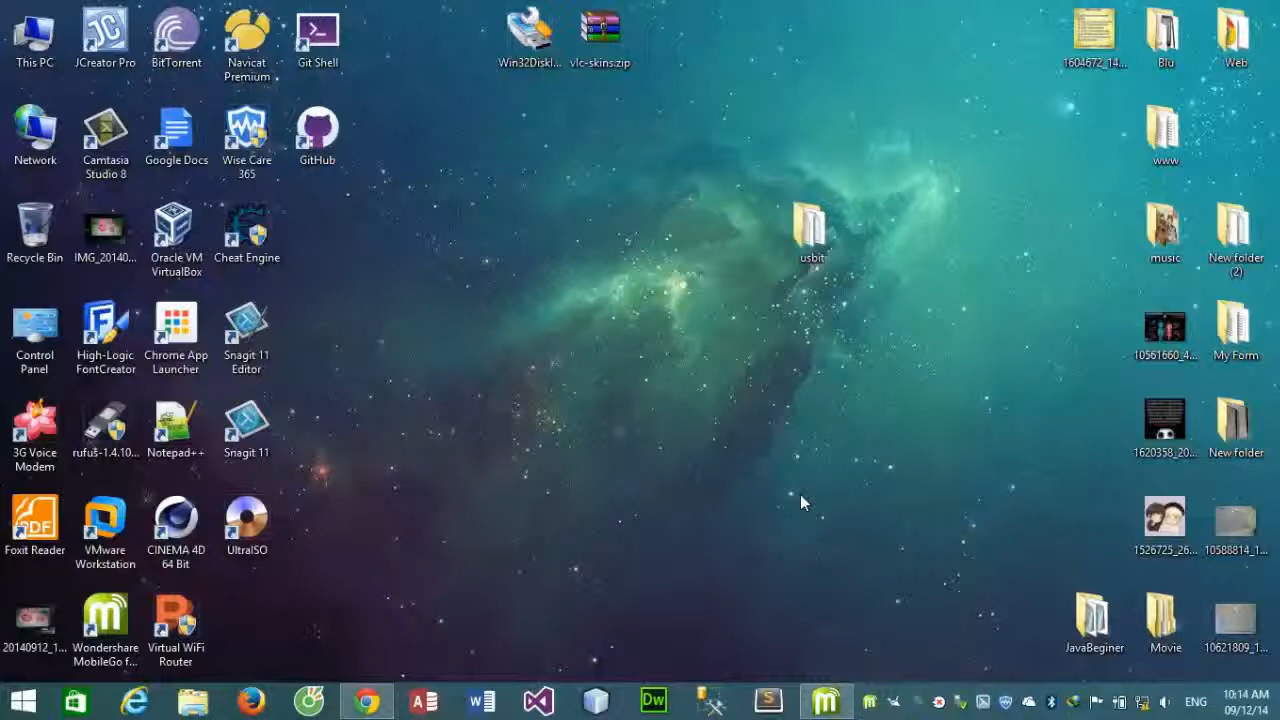 This PC
JCreator Pro
BitTorrent
Navicat
Premium
Git Shell
Win32DiskI...
vlc-skins.zip
1604672_14...
Blu
Web
Network
Camtasia
Studio 8
Google Docs
Wise Care
365
GitHub
www
Recycle Bin
IMG_20140...
Oracle VM
VirtualBox
Cheat Engine
usbit
music
New folder
(2)
Control
Panel
High-Logic
FontCreator
Chrome App
Launcher
Snagit 11
Editor
10561660_4...
My Form
3G Voice
Modem
rufus-1.4.10...
Notepad++
Snagit 11
1620358_20...
New folder
Foxit Reader
VMware
Workstation
CINEMA 4D
64 Bit
UltraISO
1526725_26...
10588814_1...
20140912_1...
Wondershare
MobileGo f...
Virtual WiFi
Router
JavaBeginer
Movie
10621809_1...
Dw
ENG
10:14 AM
09/12/14